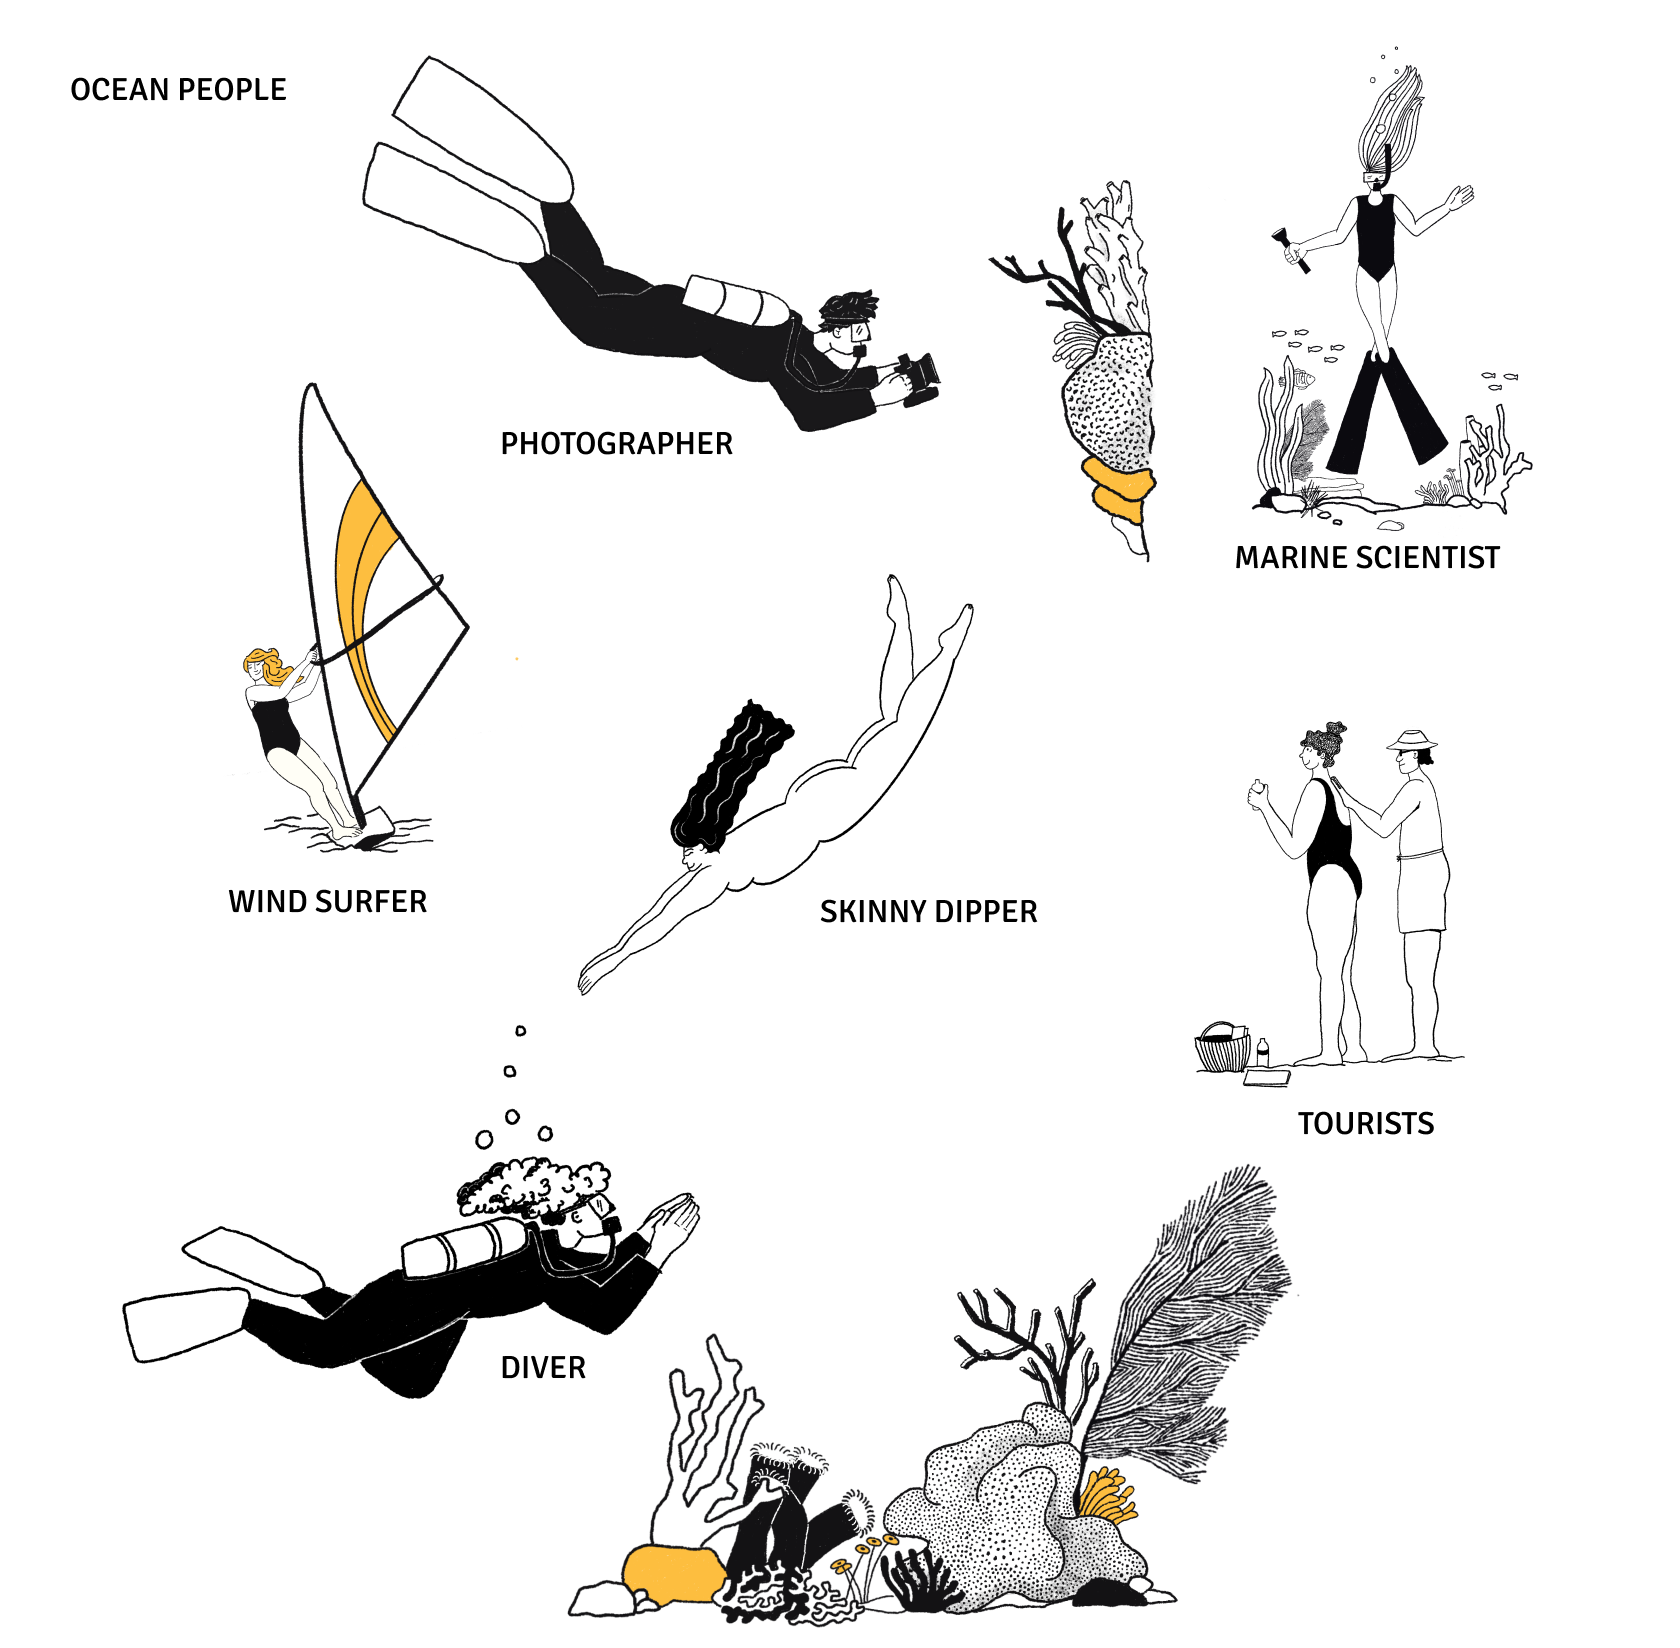 OCEAN PEOPLE
PHOTOGRAPHER
MARINE SCIENTIST
WIND SURFER
SKINNY DIPPER
TOURISTS
DIVER